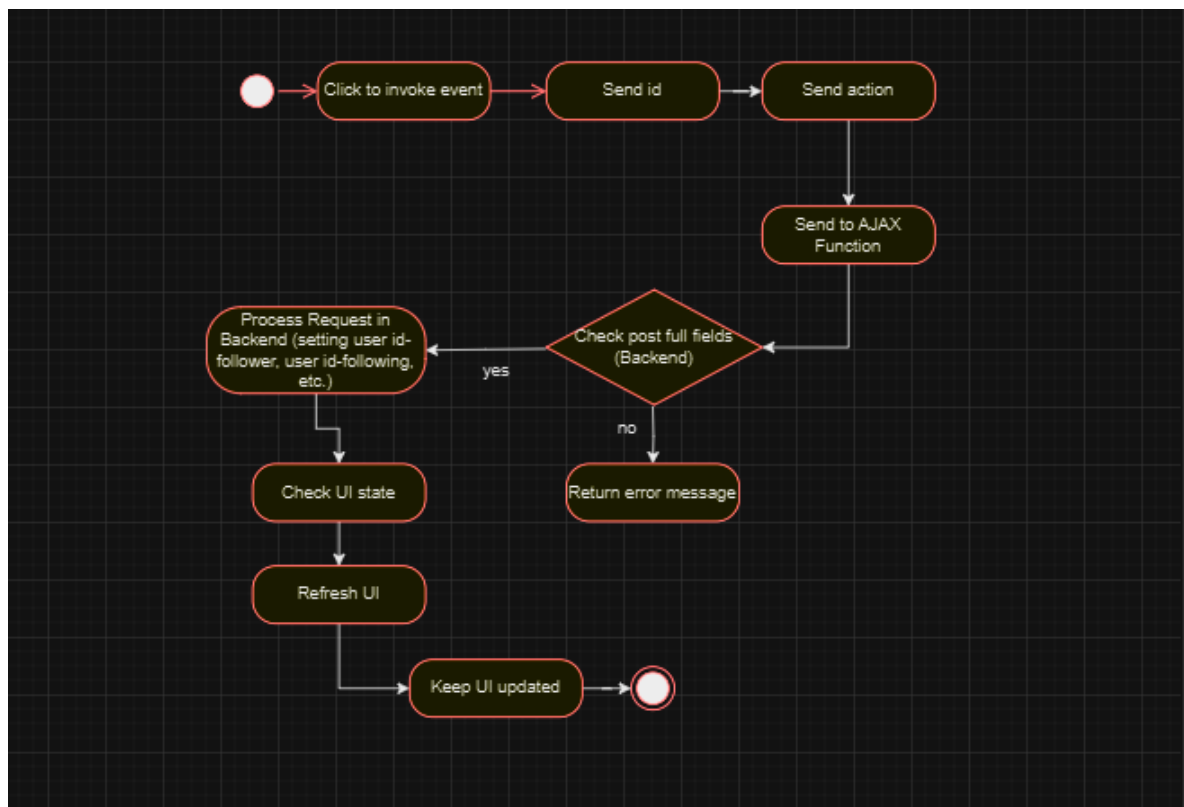 Click to invoke event
Send id
Send action
Send to AJAX
Function
Check post full fields
(Backend)
yes
no
Process Request in
Backend (setting user id-
follower, user id-following,
etc.)
Return error message
Check UI state
Refresh UI
Keep UI updated